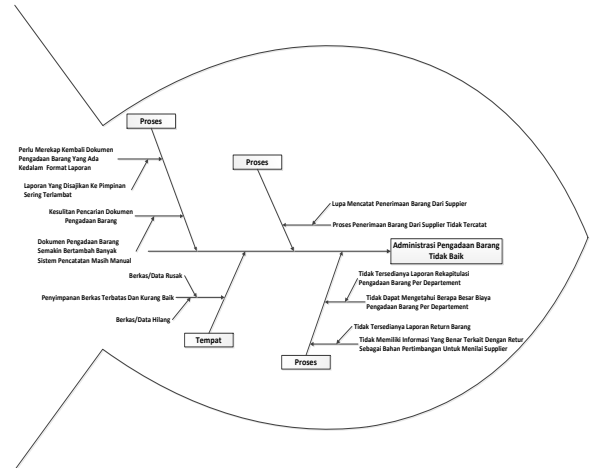 Proses
Perlu Merekap Kembali Dokumen
Pengadaan Barang Yang Ada
Kedalam Format Laporan
Laporan Yang Disajikan Ke Pimpinan
Sering Terlambat
Kesulitan Pencarian Dokumen
Pengadaan Barang
Dokumen Pengadaan Barang
Semakin Bertambah Banyak
Sistem Pencatatan Masih Manual
Proses
Lupa Mencatat Penerimaan Barang Dari Suppier
Proses Penerimaan Barang Dari Supplier Tidak Tercatat
Administrasi Pengadaan Barang
Tidak Baik
Berkas/Data Rusak
Penyimpanan Berkas Terbatas Dan Kurang Baik
Berkas/Data Hilang
Tempat
Tidak Tersedianya Laporan Rekapitulasi
Pengadaan Barang Per Departement
Tidak Dapat Mengetahui Berapa Besar Biaya
Pengadaan Barang Per Departement
Tidak Tersedianya Laporan Return Barang
Tidak Memiliki Informasi Yang Benar Terkait Dengan Retur
Sebagai Bahan Pertimbangan Untuk Menilai Supplier
Proses